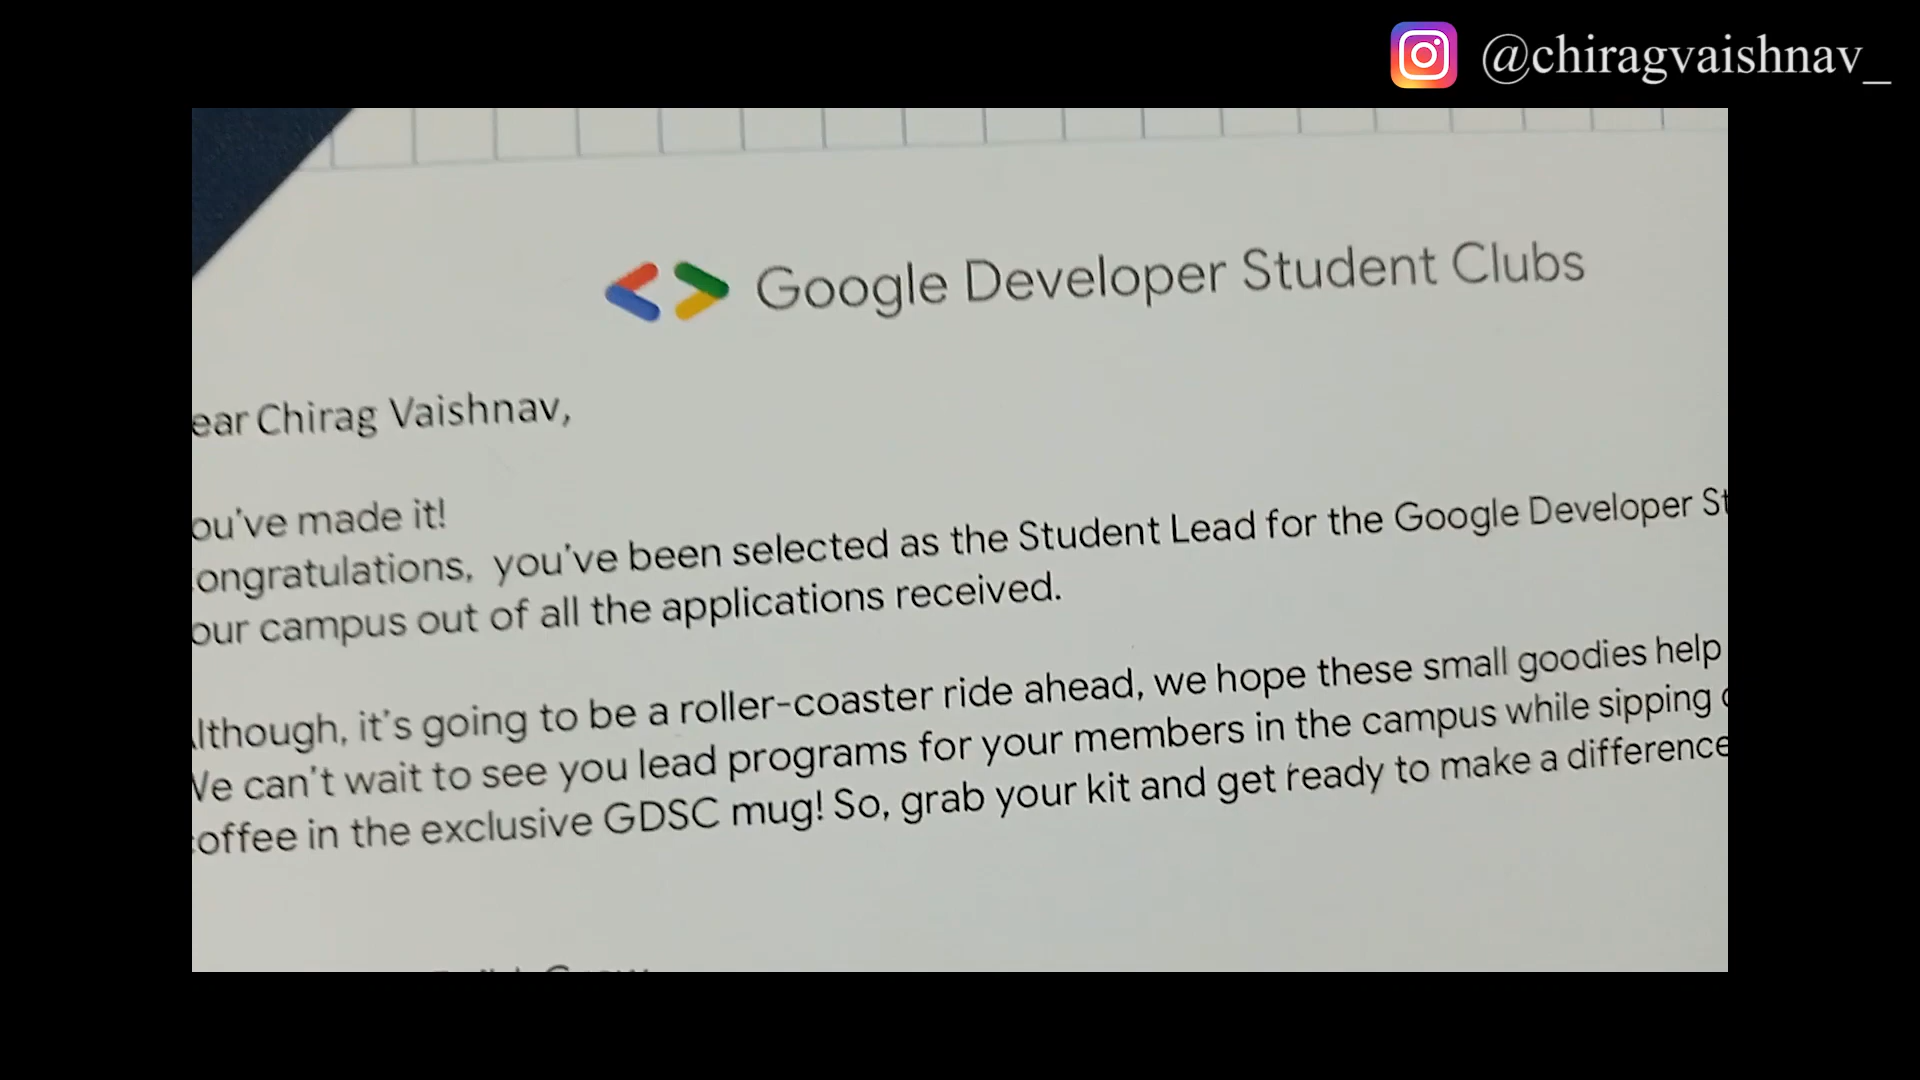 @chiragvaishnav_
Google Developer Student Clubs
ear Chirag Vaishnav,
ou've made it!
ongratulations, you've been selected as the Student Lead for the Google Developer St
our campus out of all the applications received.
lthough, it's going to be a roller-coaster ride ahead, we hope these small goodies help
We can't wait to see you lead programs for your members in the campus while sipping
coffee in the exclusive GDSC mug! So, grab your kit and get ready to make a difference